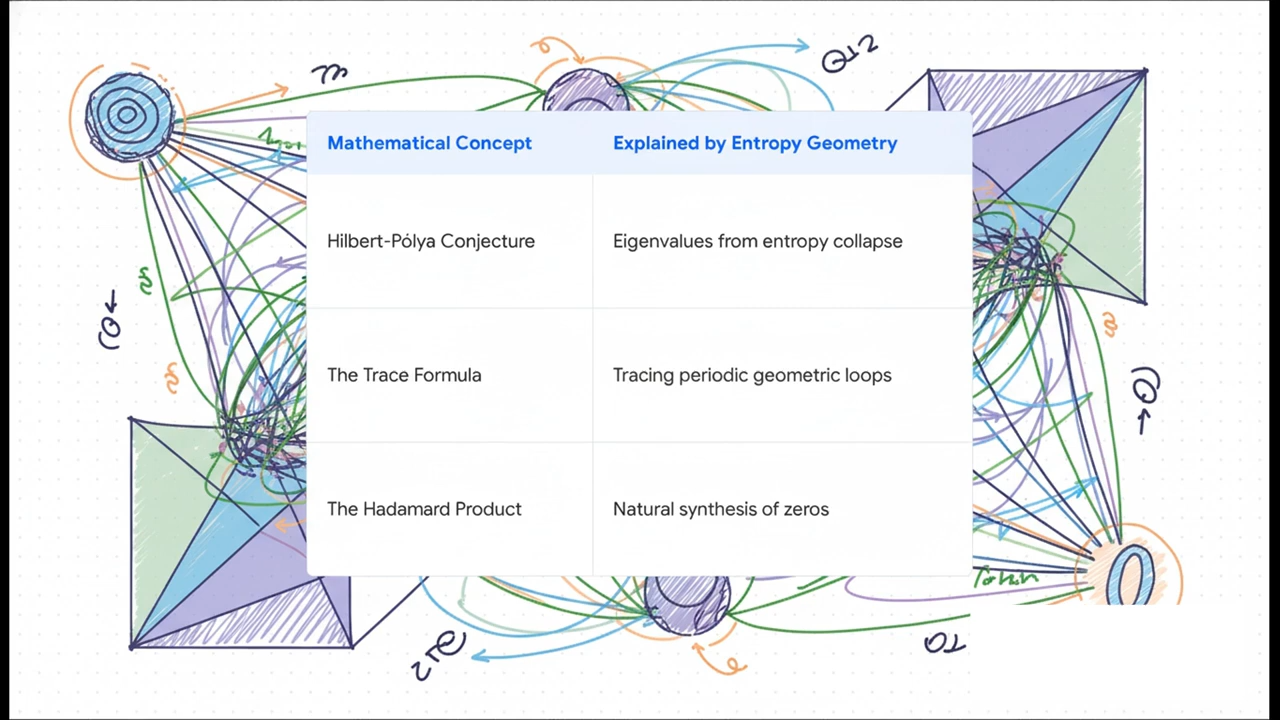 Mathematical Concept
Explained by Entropy Geometry
Hilbert-Pólya Conjecture
Eigenvalues from entropy collapse
The Trace Formula
Tracing periodic geometric loops
The Hadamard Product
Natural synthesis of zeros